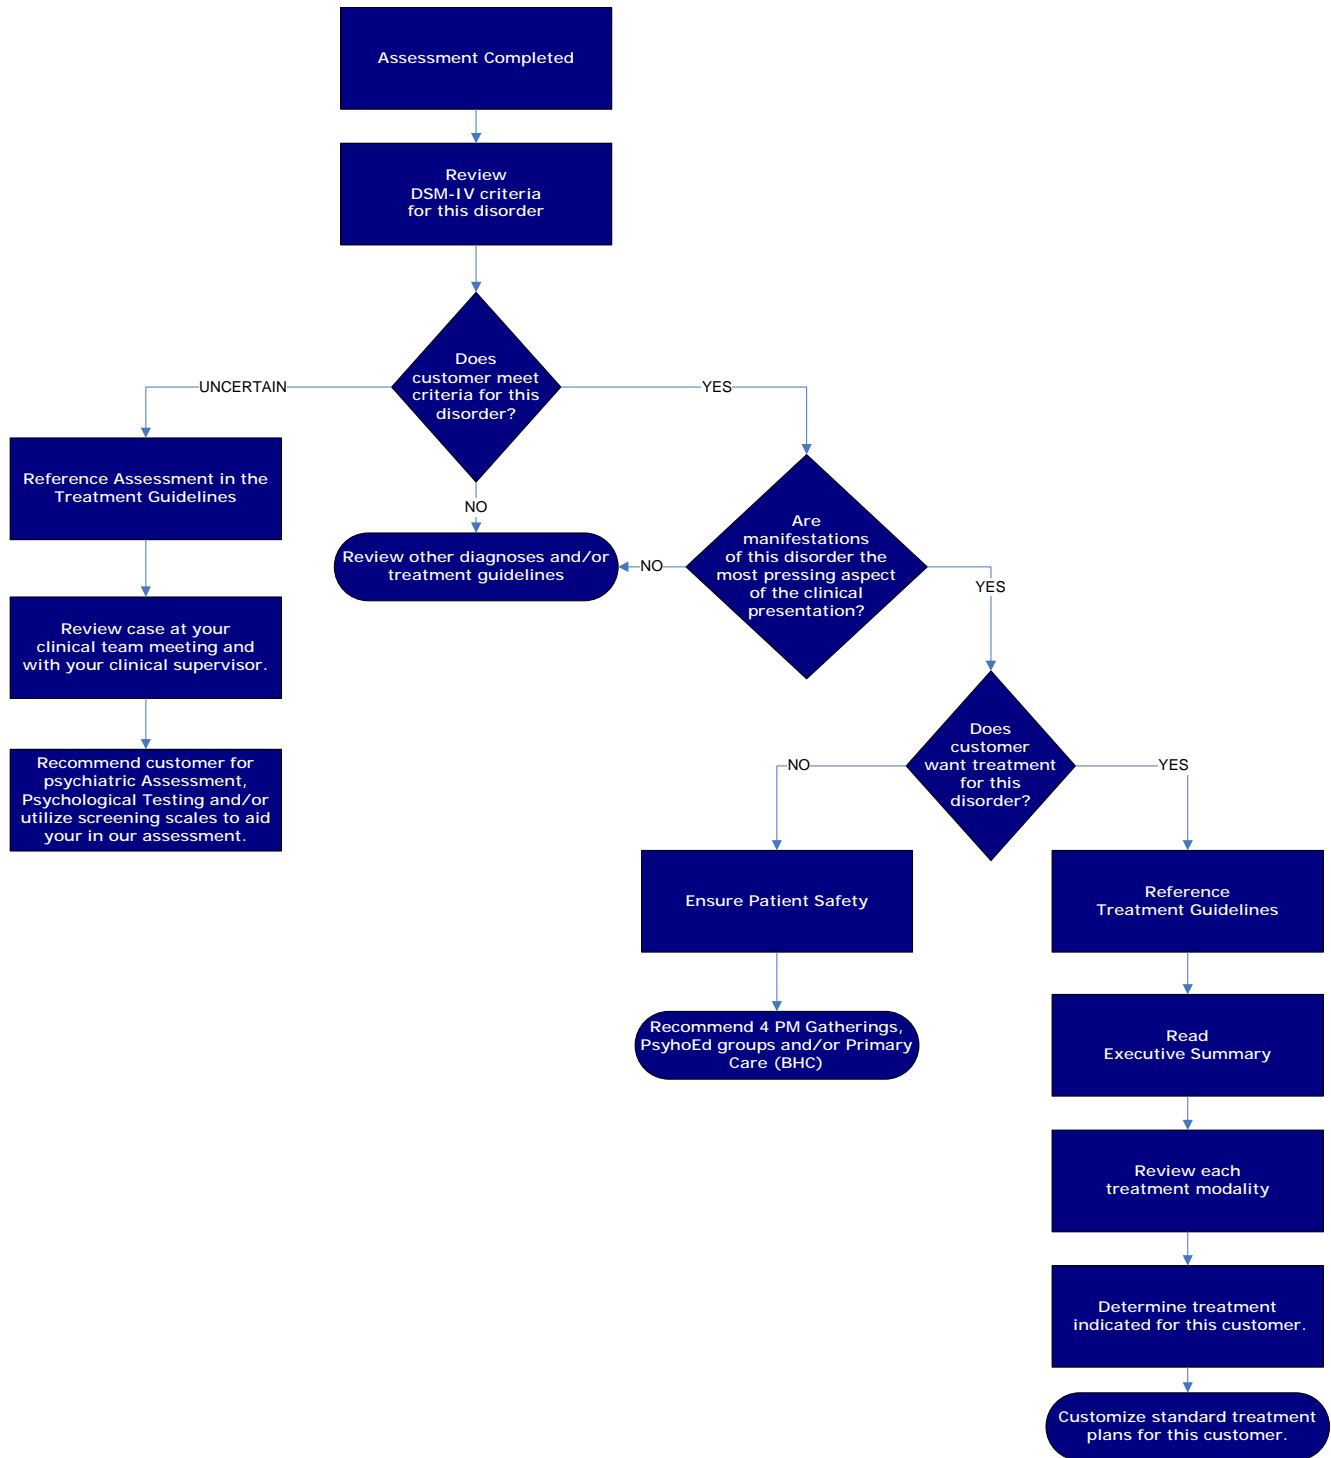 Assessment Completed
Review
DSM-IV criteria
for this disorder
Does
customer meet
criteria for this
disorder?
UNCERTAIN
YES
NO
Reference Assessment in the
Treatment Guidelines
Review other diagnoses and/or
treatment guidelines
NO
Are
manifestations
of this disorder the
most pressing aspect
of the clinical
presentation?
YES
Review case at your
clinical team meeting and
with your clinical supervisor.
Recommend customer for
psychiatric Assessment,
Psychological Testing and/or
utilize screening scales to aid
your in our assessment.
Does
customer
want treatment
for this
disorder?
NO
YES
Ensure Patient Safety
Reference
Treatment Guidelines
Recommend 4 PM Gatherings,
PsyhoEd groups and/or Primary
Care (BHC)
Read
Executive Summary
Review each
treatment modality
Determine treatment
indicated for this customer.
Customize standard treatment
plans for this customer.